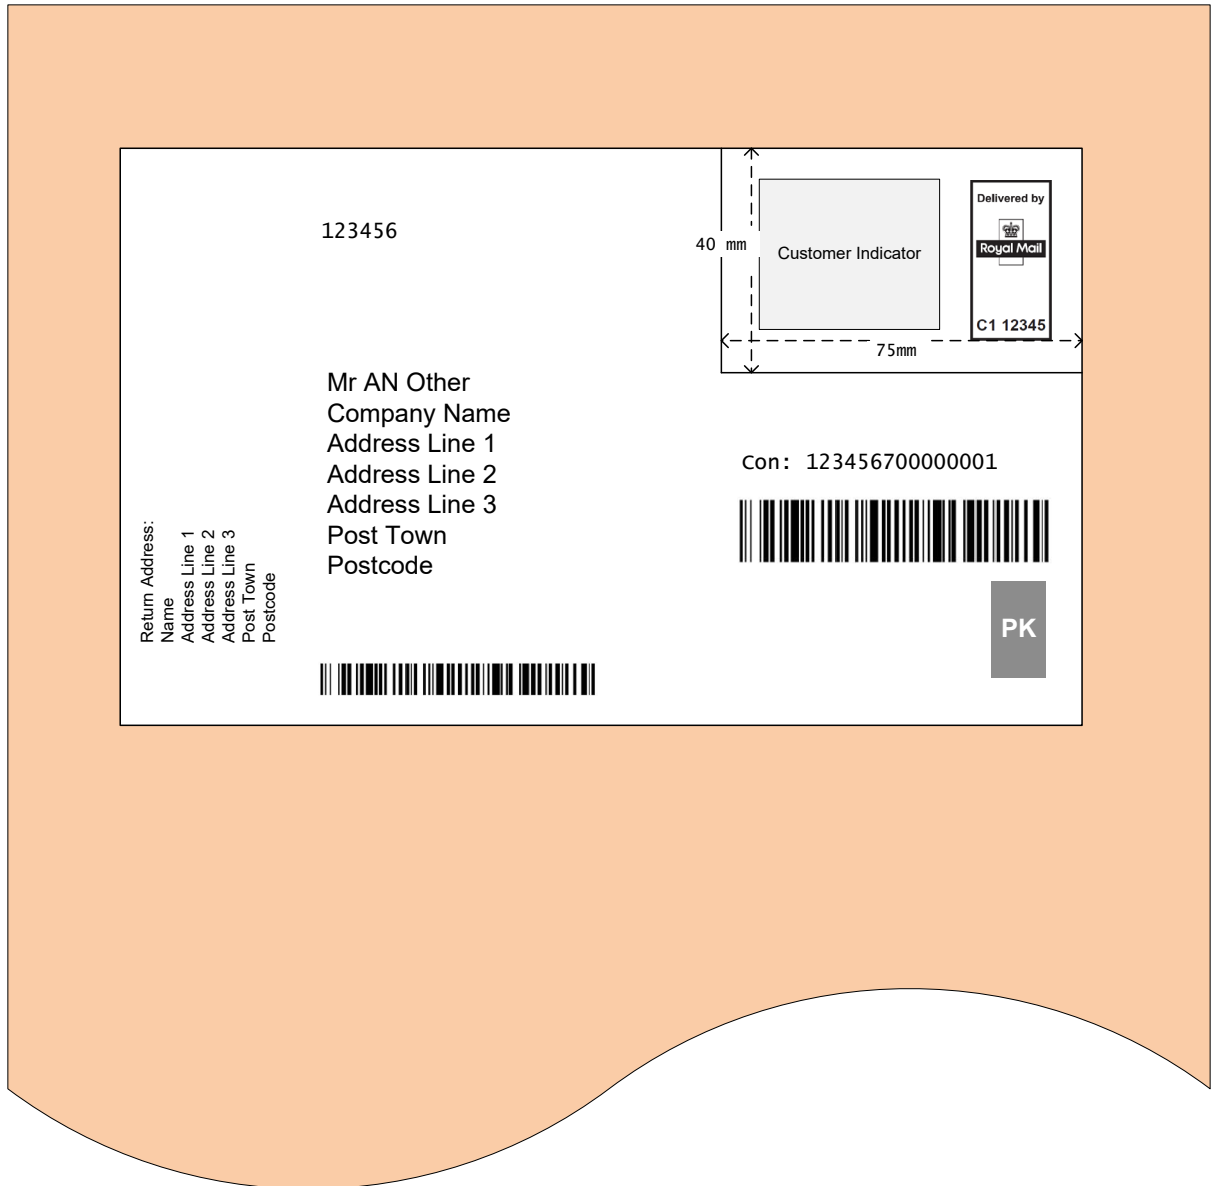 Delivered by
Royal Mail
C1 12345
Customer Indicator
40 mm
75mm
123456
Mr AN Other
Company Name
Address Line 1
Address Line 2
Address Line 3
Post Town
Postcode
Con: 123456700000001
PK
Return Address:
Name
Address Line 1
Address Line 2
Address Line 3
Post Town
Postcode